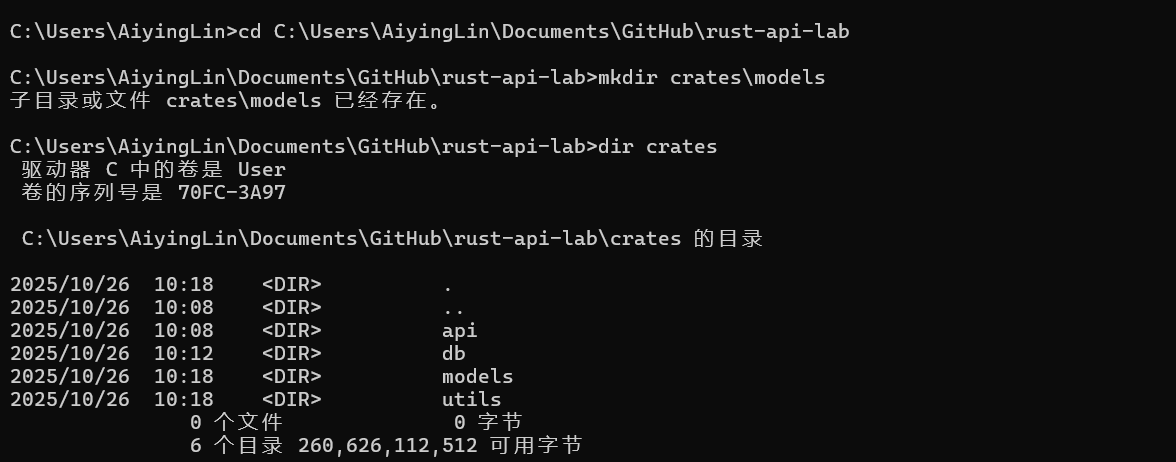 C:\Users\AiyingLin>cd C:\Users\AiyingLin\Documents\GitHub\rust-api-lab
C:\Users\AiyingLin\Documents\GitHub\rust-api-lab>mkdir crates\models
子目录或文件 crates\models 已经存在。
C:\Users\AiyingLin\Documents\GitHub\rust-api-lab>dir crates
驱动器 C 中的卷是 User
卷的序列号是 70FC-3A97
C:\Users\AiyingLin\Documents\GitHub\rust-api-lab\crates 的目录
2025/10/26  10:18    <DIR>          .
2025/10/26  10:08    <DIR>          ..
2025/10/26  10:08    <DIR>          api
2025/10/26  10:12    <DIR>          db
2025/10/26  10:18    <DIR>          models
2025/10/26  10:18    <DIR>          utils
0 个文件              0 字节
6 个目录 260,626,112,512 可用字节